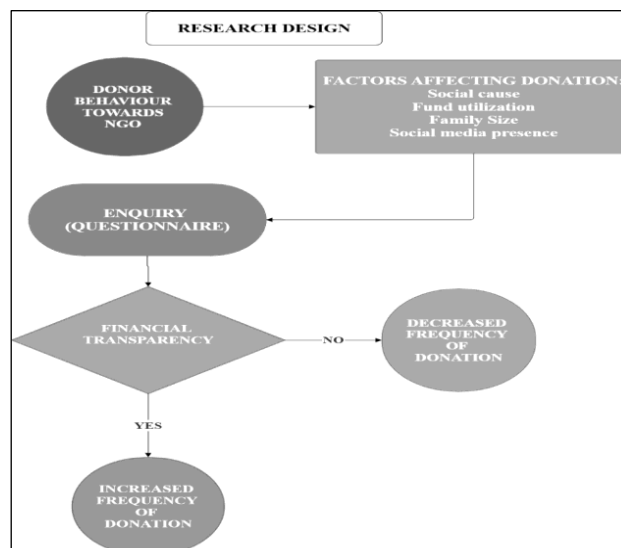 RESEARCH DESIGN
DONOR
BEHAVIOUR
TOWARDS
NGO
FACTORS AFFECTING DONATION:
Social cause
Fund utilization
Family Size
Social media presence
ENQUIRY
(QUESTIONNAIRE)
FINANCIAL
TRANSPARENCY
NO
DECREASED
FREQUENCY
OF
DONATION
YES
INCREASED
FREQUENCY
OF
DONATION